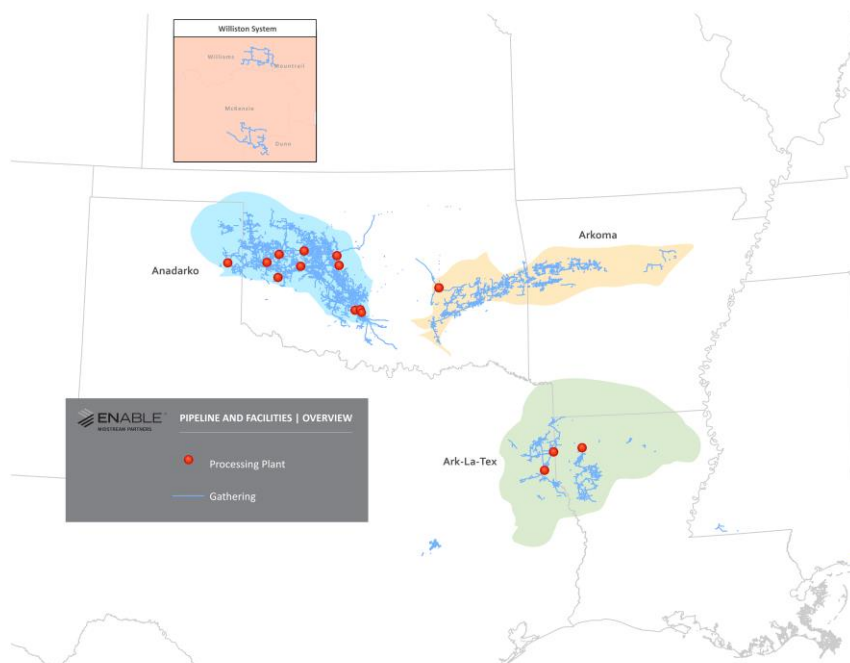 Williston System
Williams
Mountrail
McKenzie
Dunn
Arkoma
Anadarko
ENABLE
MIDSTREAM PARTNERS
PIPELINE AND FACILITIES | OVERVIEW
Processing Plant
Gathering
Ark-La-Tex